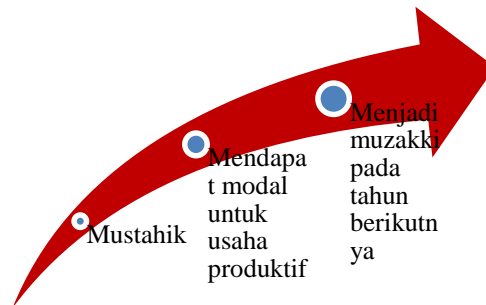 Mustahik
Mendapa
t modal
untuk
usaha
produktif
Menjadi
muzakki
pada
tahun
berikutn
ya